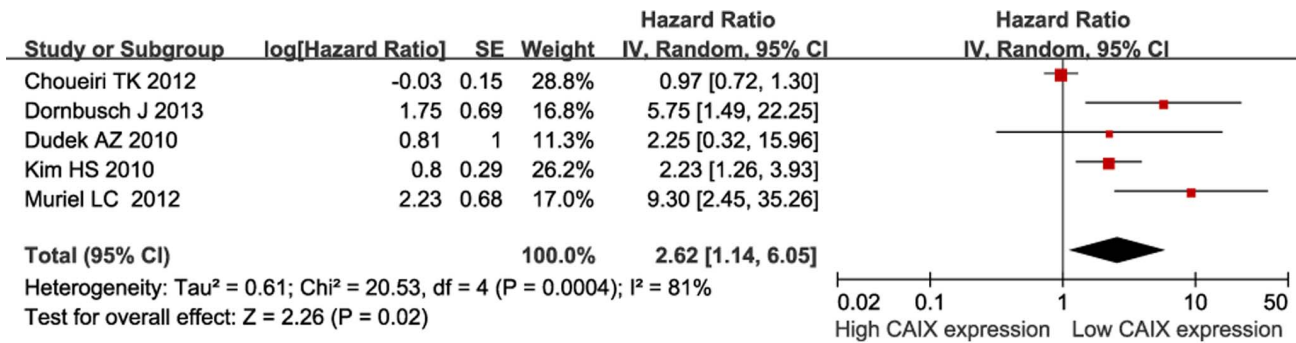 Hazard Ratio Hazard Ratio
Study or Subgroup log[Hazard Ratio] SE Weight IV, Random, 95% CI IV, Random, 95% CI
Choueiri TK 2012 -0.03 0.15 28.8% 0.97 [0.72, 1.30]
Dornbusch J 2013 1.75 0.69 16.8% 5.75 [1.49, 22.25]
Dudek AZ 2010 0.81 1 11.3% 2.25 [0.32, 15.96]
Kim HS 2010 0.8 0.29 26.2% 2.23 [1.26, 3.93]
Muriel LC 2012 2.23 0.68 17.0% 9.30 [2.45, 35.26]
Total (95% CI) 100.0% 2.62 [1.14, 6.05]
Heterogeneity: Tau² = 0.61; Chi² = 20.53, df = 4 (P = 0.0004); I² = 81%
Test for overall effect: Z = 2.26 (P = 0.02)
0.02 0.1 1 10 50
High CAIX expression Low CAIX expression